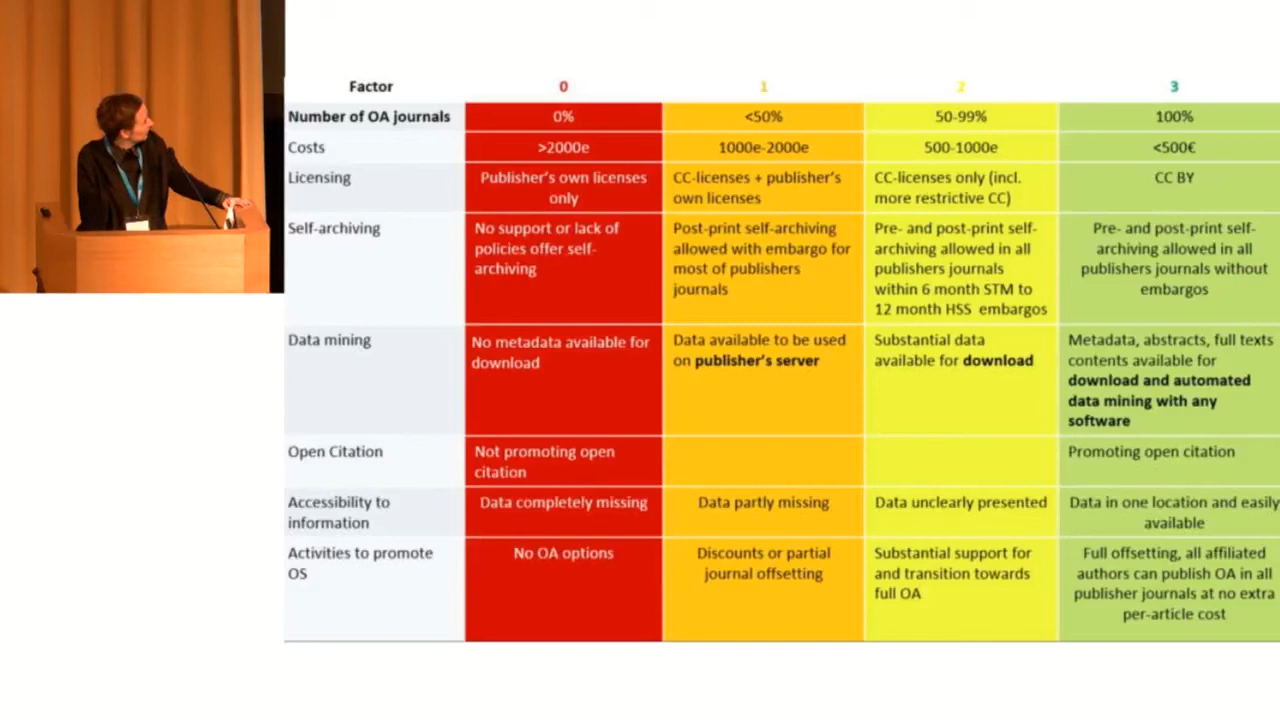 Factor 0 1 2 3
Number of OA journals 0% <50% 50-99% 100%
Costs >2000e 1000e-2000e 500-1000e <500€
Licensing
Publisher's own licenses
only
CC-licenses + publisher's
own licenses
CC-licenses only (incl.
more restrictive CC)
CC BY
Self-archiving
No support or lack of
policies offer self-
archiving
Post-print self-archiving
allowed with embargo for
most of publishers
journals
Pre- and post-print self-
archiving allowed in all
publishers journals
within 6 month STM to
12 month HSS embargos
Pre- and post-print self-
archiving allowed in all
publishers journals without
embargos
Data mining
No metadata available for
download
Data available to be used
on publisher's server
Substantial data
available for download
Metadata, abstracts, full texts
contents available for
download and automated
data mining with any
software
Open Citation
Not promoting open
citation
Promoting open citation
Accessibility to
information
Data completely missing
Data partly missing
Data unclearly presented
Data in one location and easily
available
Activities to promote
OS
No OA options
Discounts or partial
journal offsetting
Substantial support for
and transition towards
full OA
Full offsetting, all affiliated
authors can publish OA in all
publisher journals at no extra
per-article cost